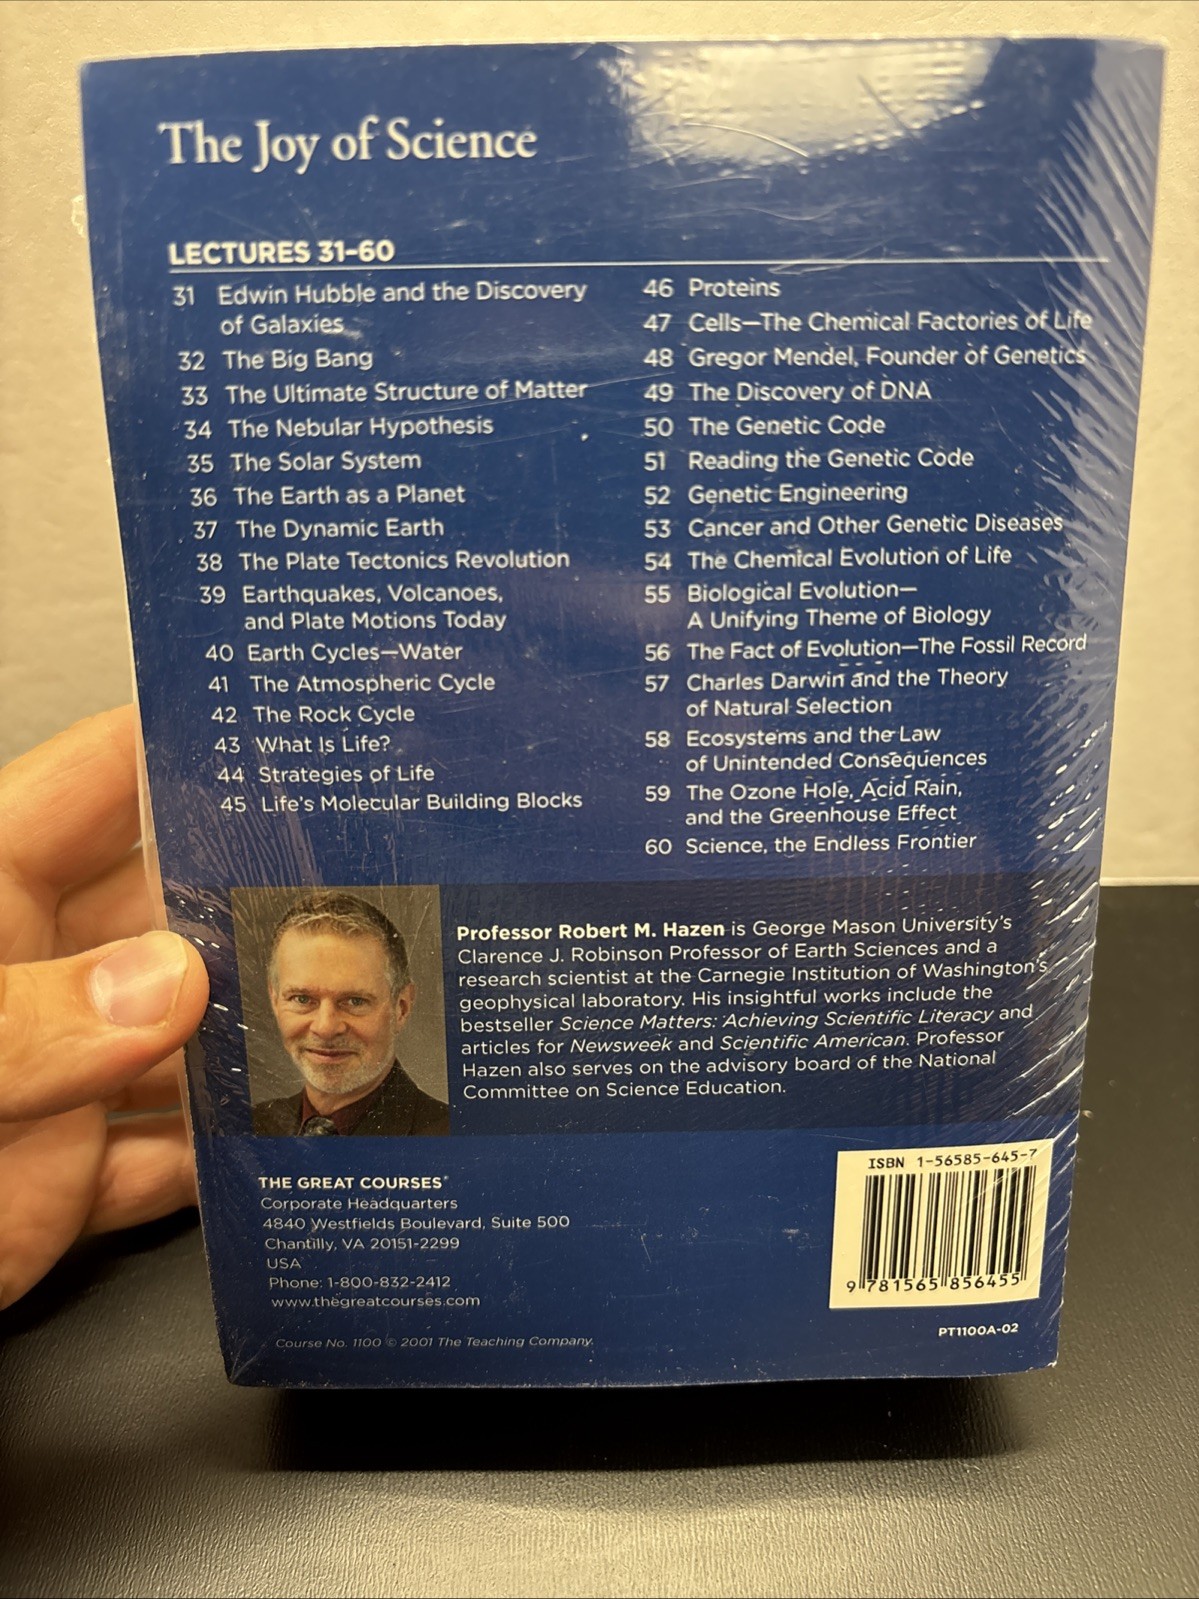 The Joy of Science
LECTURES 31–60
31 Edwin Hubble and the Discovery
of Galaxies
32 The Big Bang
33 The Ultimate Structure of Matter
34 The Nebular Hypothesis
35 The Solar System
36 The Earth as a Planet
37 The Dynamic Earth
38 The Plate Tectonics Revolution
39 Earthquakes, Volcanoes,
and Plate Motions Today
40 Earth Cycles—Water
41 The Atmospheric Cycle
42 The Rock Cycle
43 What Is Life?
44 Strategies of Life
45 Life's Molecular Building Blocks
46 Proteins
47 Cells—The Chemical Factories of Life
48 Gregor Mendel, Founder of Genetics
49 The Discovery of DNA
50 The Genetic Code
51 Reading the Genetic Code
52 Genetic Engineering
53 Cancer and Other Genetic Diseases
54 The Chemical Evolution of Life
55 Biological Evolution—
A Unifying Theme of Biology
56 The Fact of Evolution—The Fossil Record
57 Charles Darwin and the Theory
of Natural Selection
58 Ecosystems and the Law
of Unintended Consequences
59 The Ozone Hole, Acid Rain,
and the Greenhouse Effect
60 Science, the Endless Frontier
Professor Robert M. Hazen is George Mason University's
Clarence J. Robinson Professor of Earth Sciences and a
research scientist at the Carnegie Institution of Washington's
geophysical laboratory. His insightful works include the
bestseller Science Matters: Achieving Scientific Literacy and
articles for Newsweek and Scientific American. Professor
Hazen also serves on the advisory board of the National
Committee on Science Education.
THE GREAT COURSES®
Corporate Headquarters
4840 Westfields Boulevard, Suite 500
Chantilly, VA 20151-2299
USA
Phone: 1-800-832-2412
www.thegreatcourses.com
Course No. 1100 © 2001 The Teaching Company.
ISBN 1-56585-645-7
9 781565 856455
PT1100A-02